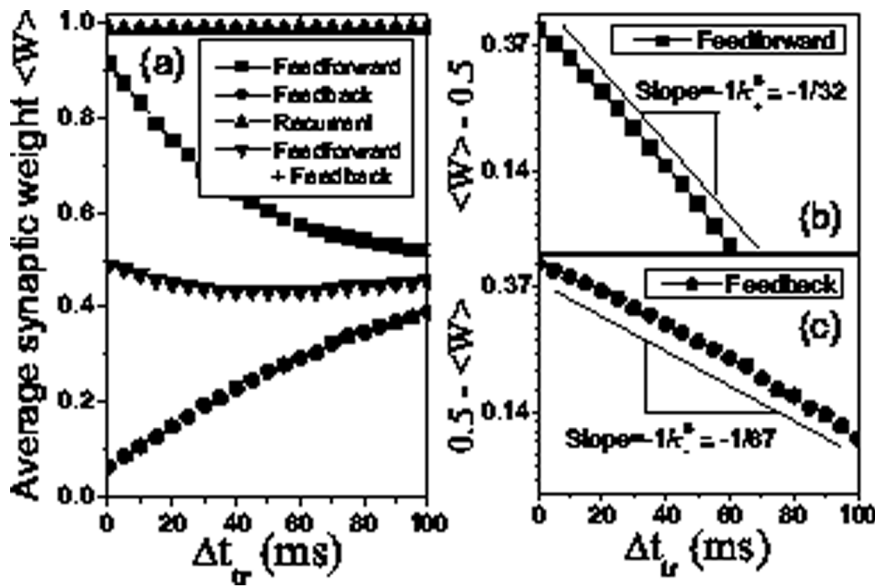 Average synaptic weight <W>
1.0
0.8
0.6
0.4
0.2
0.0
(a)
Feedforward
Feedback
Recurrent
Feedforward
+ Feedback
0 20 40 60 80 100
Δt_tr (ms)
<W> - 0.5
0.37
0.14
Feedforward
Slope=-1/τ₊ᴮ = -1/32
(b)
0.5 - <W>
0.37
0.14
Feedback
(c)
Slope=-1/τ₋ᴮ = -1/67
0 20 40 60 80 100
Δt_tr (ms)